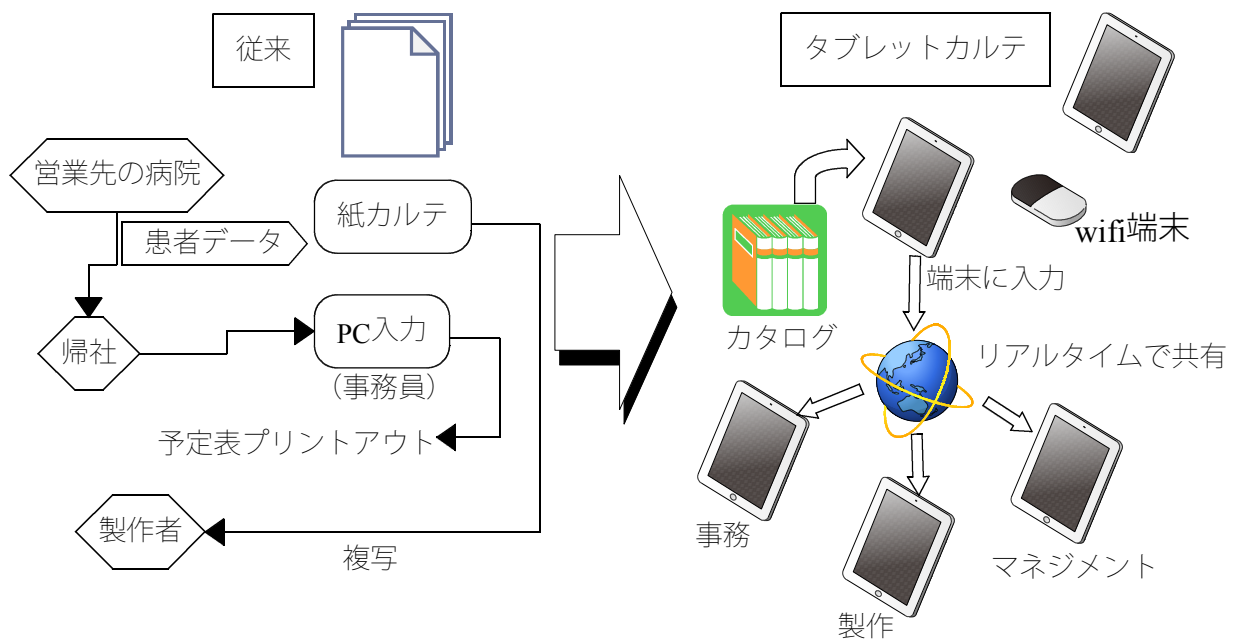 従来
営業先の病院
患者データ
紙カルテ
帰社
PC入力
（事務員）
予定表プリントアウト
製作者
複写
タブレットカルテ
wifi端末
端末に入力
カタログ
リアルタイムで共有
事務
製作
マネジメント